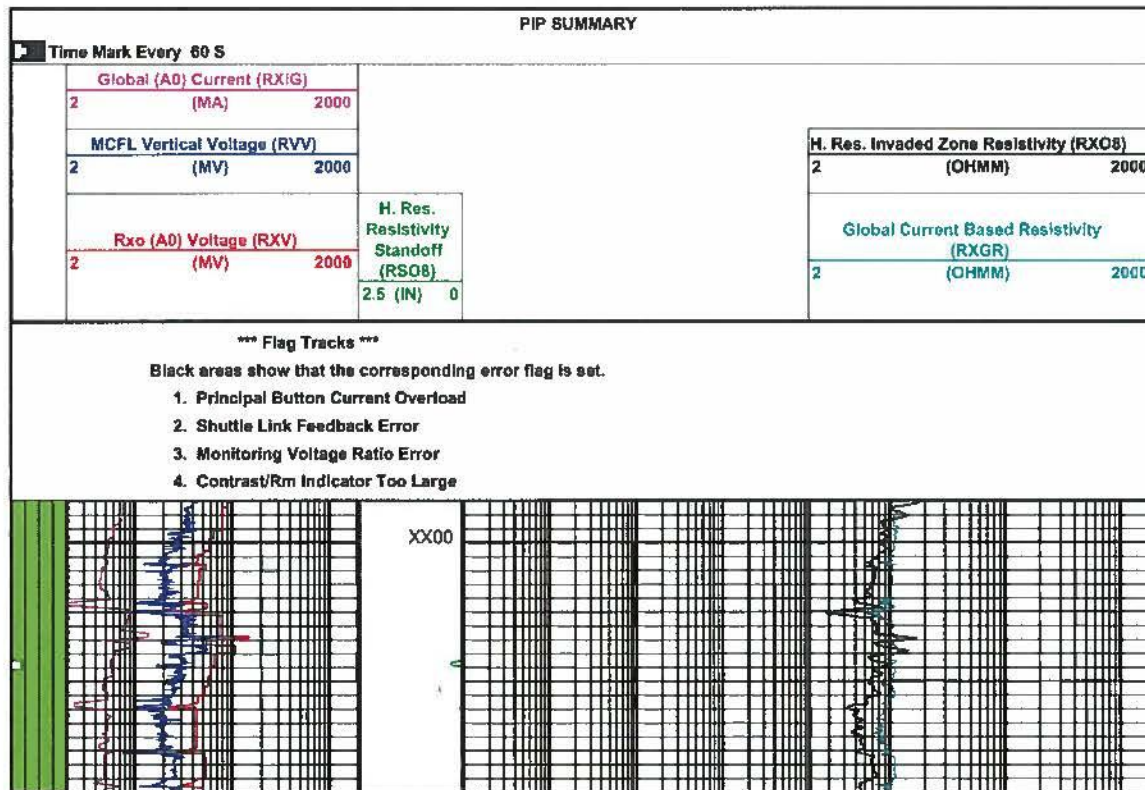 PIP SUMMARY
Time Mark Every 60 S
Global (A0) Current (RXIG)
2 (MA) 2000
MCFL Vertical Voltage (RVV)
2 (MV) 2000
Rxo (A0) Voltage (RXV)
2 (MV) 2000
H. Res.
Resistivity
Standoff
(RSO8)
2.5 (IN) 0
H. Res. Invaded Zone Resistivity (RXO8)
2 (OHMM) 2000
Global Current Based Resistivity
(RXGR)
2 (OHMM) 2000
*** Flag Tracks ***
Black areas show that the corresponding error flag is set.
1. Principal Button Current Overload
2. Shuttle Link Feedback Error
3. Monitoring Voltage Ratio Error
4. Contrast/Rm Indicator Too Large
XX00